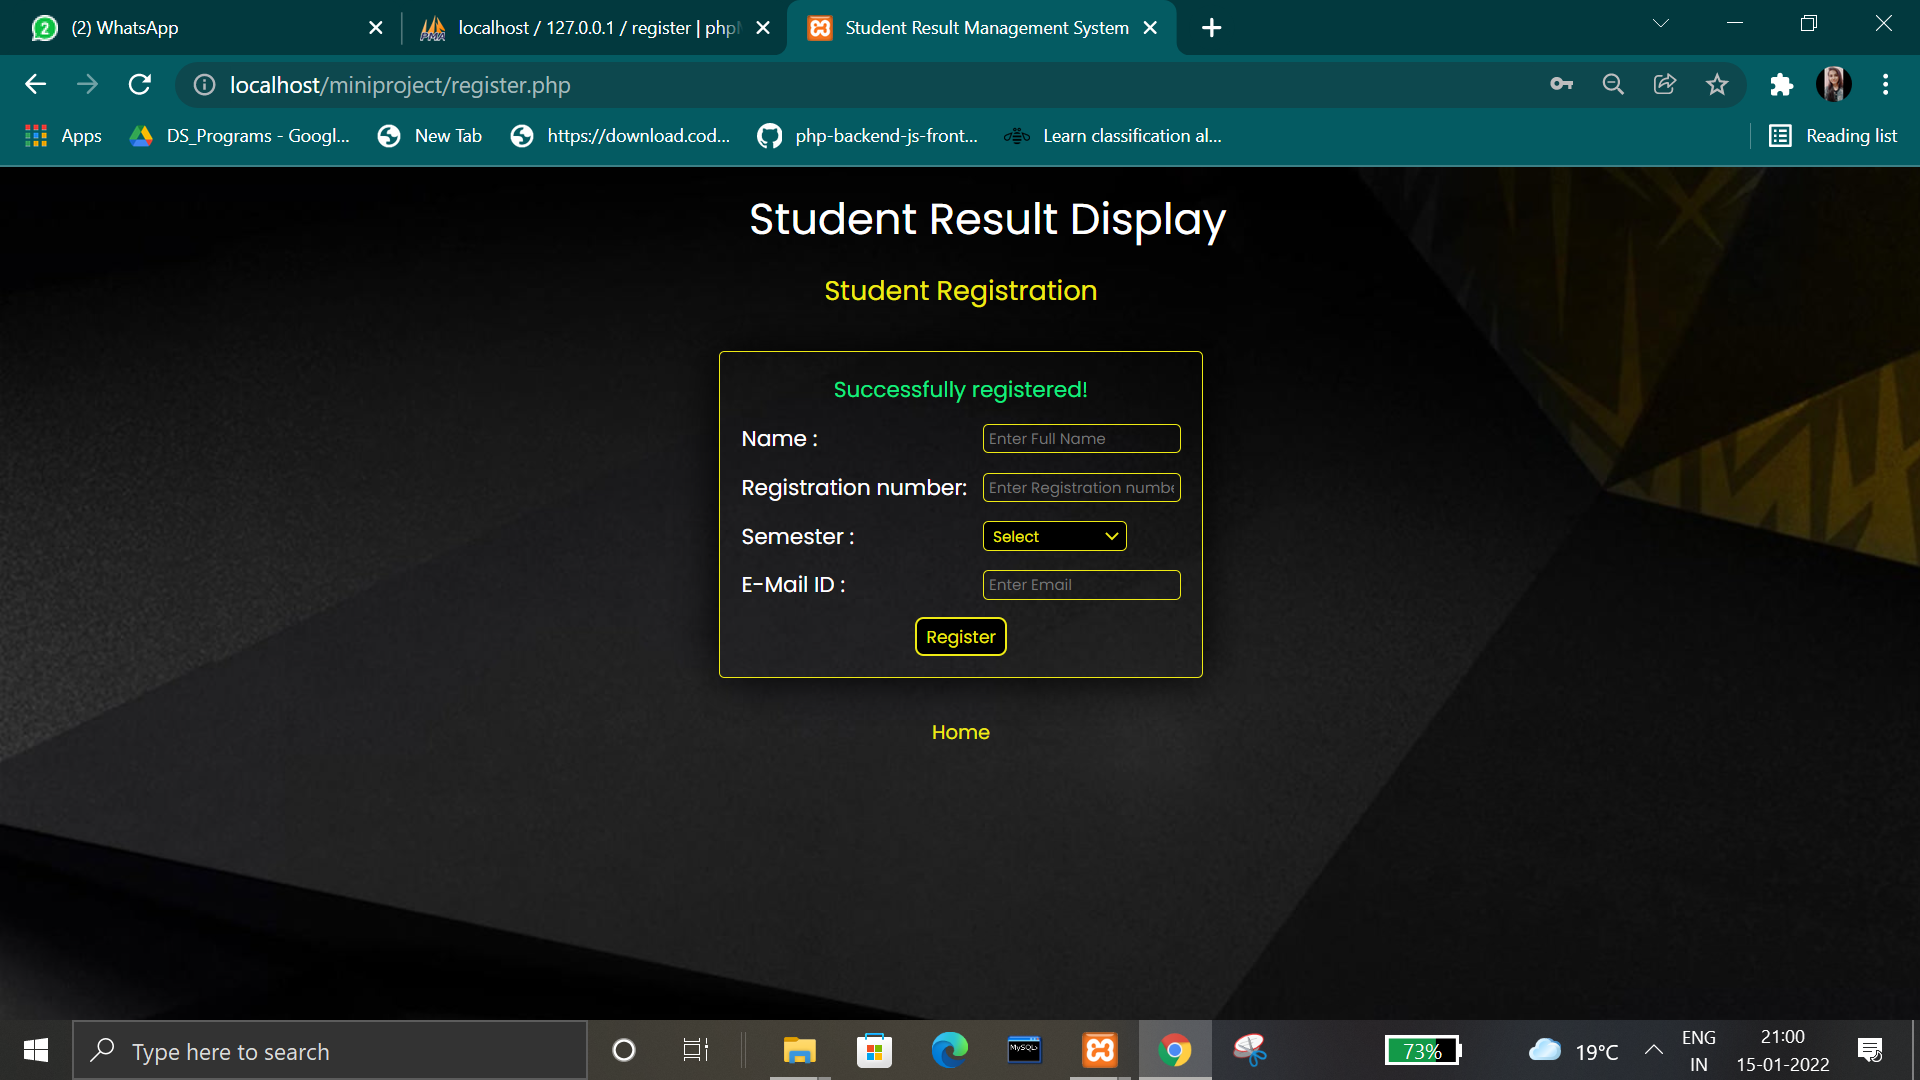 2
(2) WhatsApp
localhost / 127.0.0.1 / register | php
Student Result Management System
localhost/miniproject/register.php
Apps
DS_Programs - Googl...
New Tab
https://download.cod...
php-backend-js-front...
Learn classification al...
Reading list
Student Result Display
Student Registration
Successfully registered!
Name :
Enter Full Name
Registration number:
Enter Registration numbe
Semester :
Select
E-Mail ID :
Enter Email
Register
Home
Type here to search
MySQL
73%
19°C
ENG
IN
21:00
15-01-2022